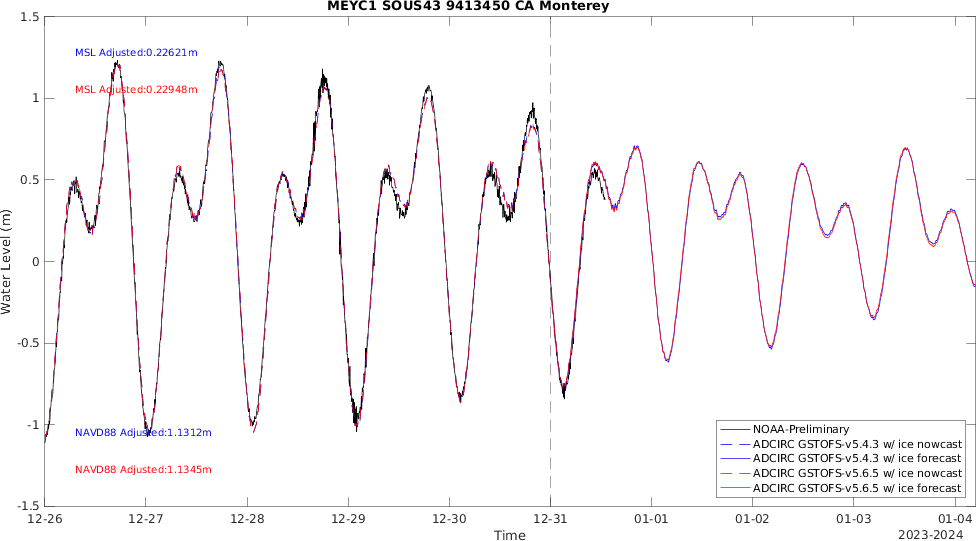 MEYC1 SOUS43 9413450 CA Monterey
1.5
MSL Adjusted:0.22621m
MSL Adjusted:0.22948m
1
0.5
Water Level (m)
0
-0.5
-1
NAVD88 Adjusted:1.1312m
NAVD88 Adjusted:1.1345m
-1.5
NOAA-Preliminary
ADCIRC GSTOFS-v5.4.3 w/ ice nowcast
ADCIRC GSTOFS-v5.4.3 w/ ice forecast
ADCIRC GSTOFS-v5.6.5 w/ ice nowcast
ADCIRC GSTOFS-v5.6.5 w/ ice forecast
12-26 12-27 12-28 12-29 12-30 12-31 01-01 01-02 01-03 01-04
Time
2023-2024